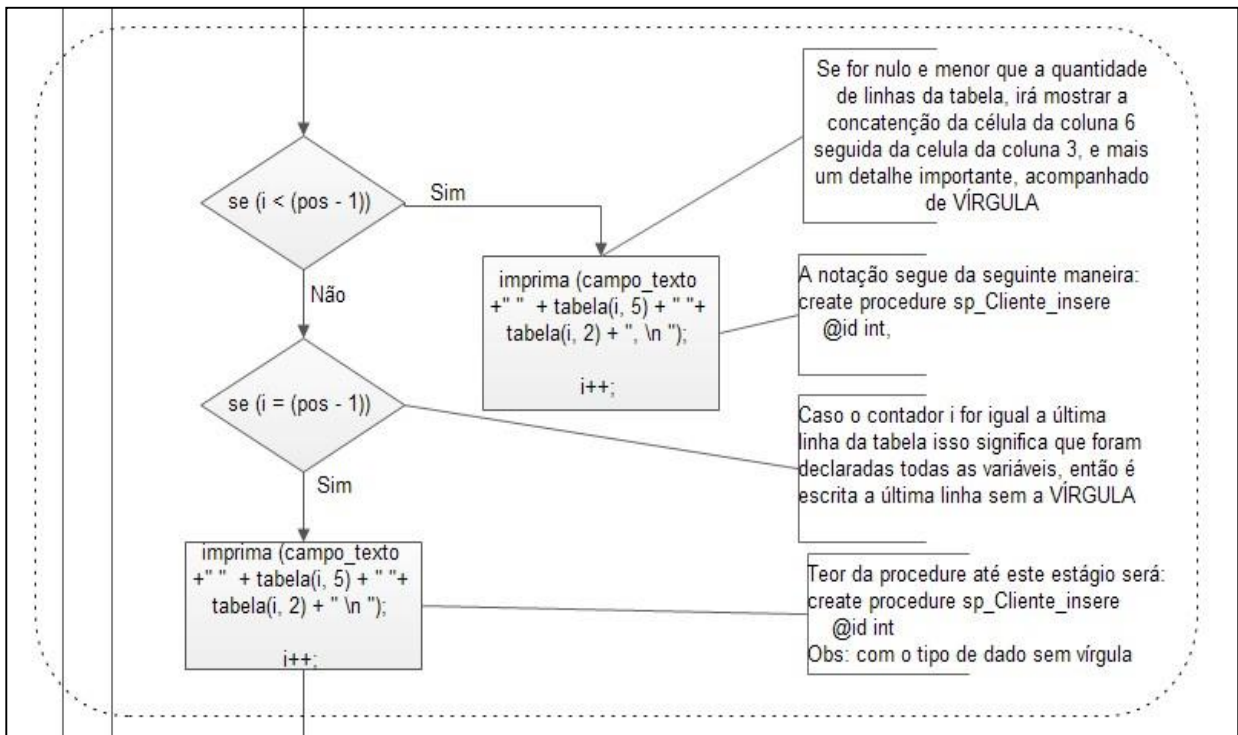 Se for nulo e menor que a quantidade
de linhas da tabela, irá mostrar a
concatenção da célula da coluna 6
seguida da celula da coluna 3, e mais
um detalhe importante, acompanhado
de VÍRGULA
se (i < (pos - 1))
Sim
imprima (campo_texto
+" " + tabela(i, 5) + " "+
tabela(i, 2) + ", \n ");
i++;
A notação segue da seguinte maneira:
create procedure sp_Cliente_insere
@id int,
Não
se (i = (pos - 1))
Caso o contador i for igual a última
linha da tabela isso significa que foram
declaradas todas as variáveis, então é
escrita a última linha sem a VÍRGULA
Sim
imprima (campo_texto
+" " + tabela(i, 5) + " "+
tabela(i, 2) + " \n ");
i++;
Teor da procedure até este estágio será:
create procedure sp_Cliente_insere
@id int
Obs: com o tipo de dado sem vírgula